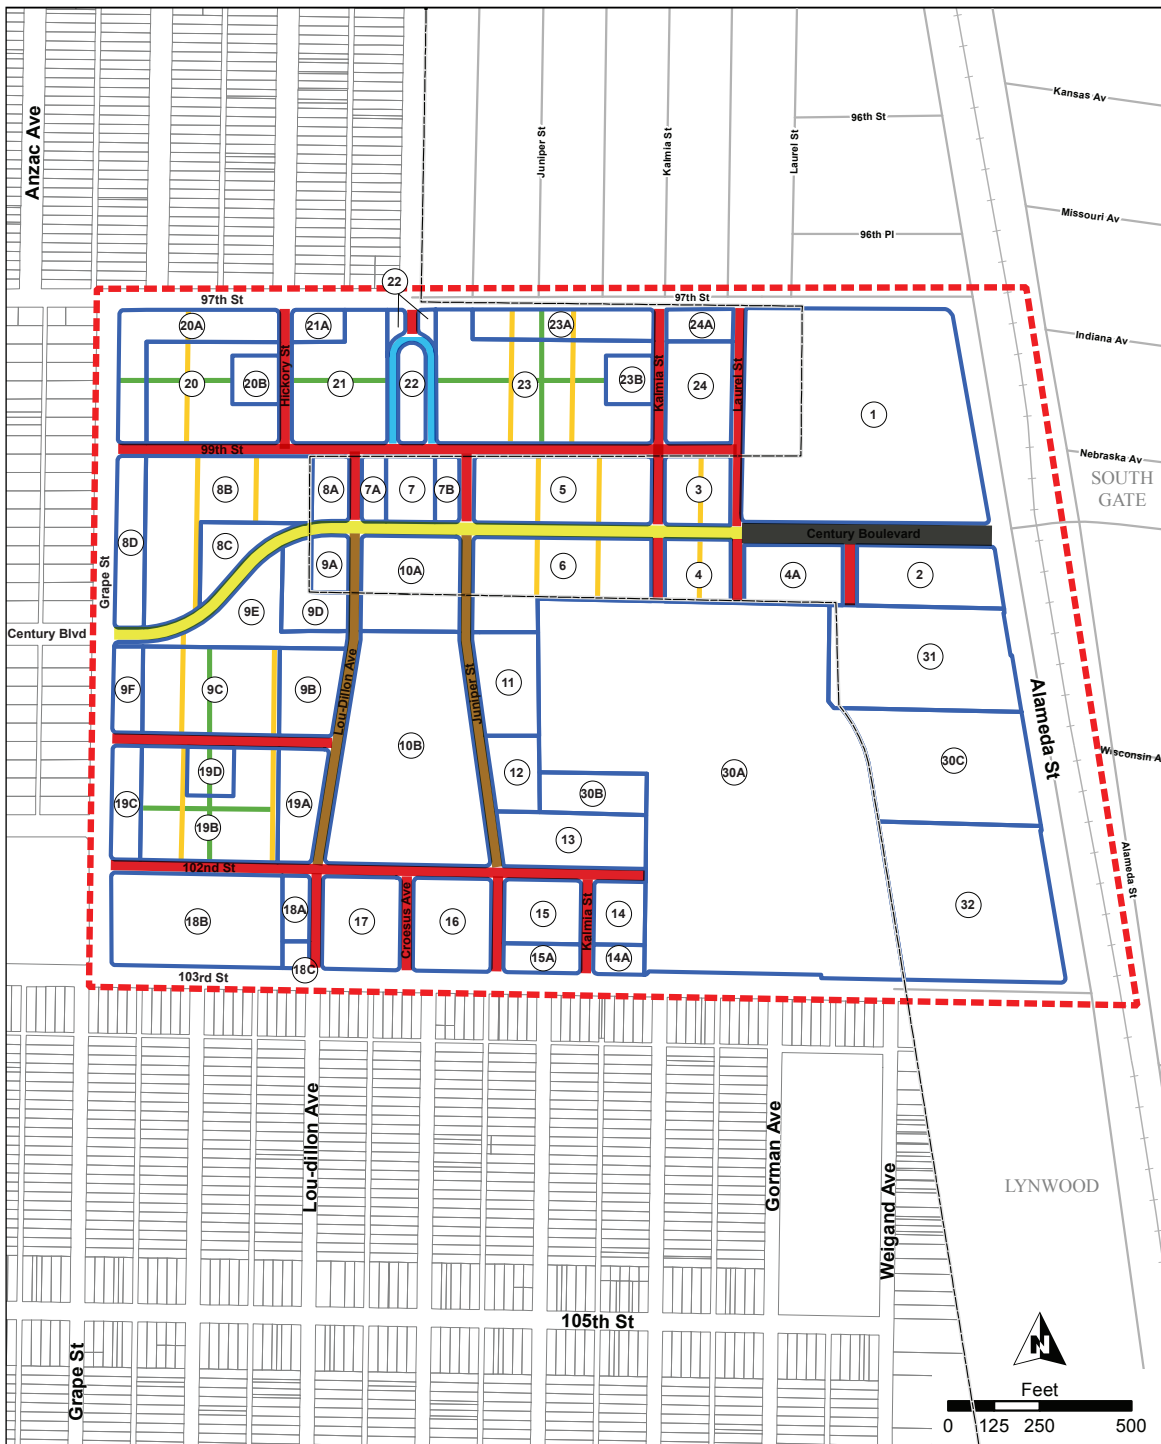 Kansas Av
96th St
Anzac Ave
Juniper St
Kalmia St
Laurel St
Missouri Av
96th Pl
22
97th St
97th St
20A
21A
23A
24A
Indiana Av
Hickory St
Kalmia St
Laurel St
20
20B
21
22
23
23B
24
1
99th St
Nebraska Av
SOUTH
GATE
8B
8A
7A
7
7B
5
3
8D
8C
Century Boulevard
Grape St
9A
10A
6
4
4A
2
9E
9D
Century Blvd
31
Lou-Dillon Ave
Juniper St
11
9F
9C
9B
Alameda St
10B
Wisconsin A
30C
19D
12
30A
19C
19A
30B
19B
13
102nd St
Alameda St
18A
18B
17
Croesus Ave
16
15
Kalmia St
14
32
15A
14A
18C
103rd St
Lou-dillon Ave
Gorman Ave
Weigand Ave
LYNWOOD
105th St
Grape St
N
Feet
0 125 250 500